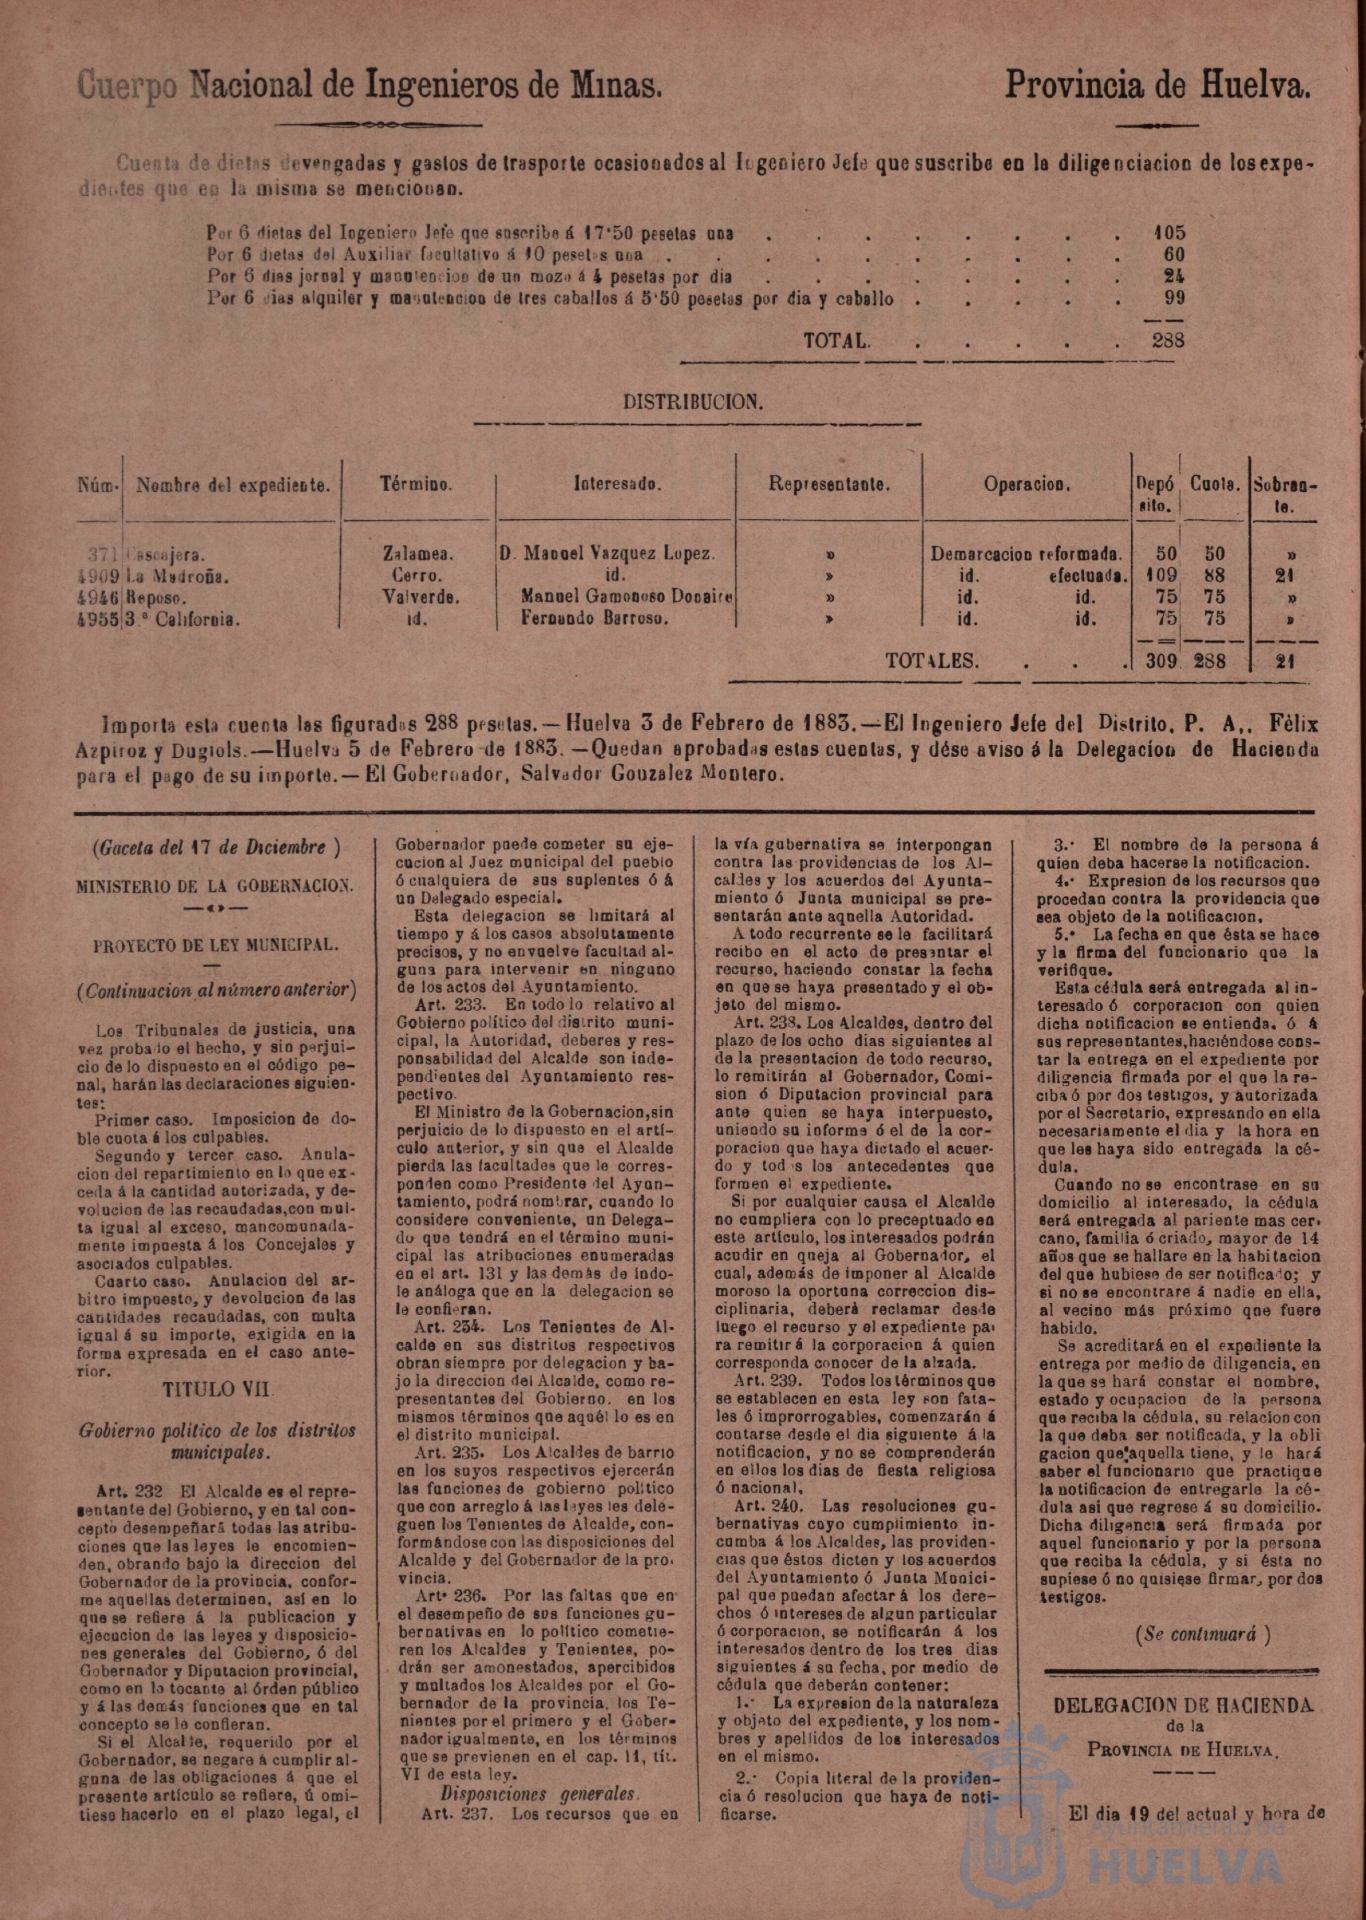 Cuerpo Nacional de Ingenieros de Minas. Provincia de Huelva.
Cuenta de dietas devengadas y gastos de trasporte ocasionados al Ingeniero Jefe que suscribe en la diligenciacion de los expe-
dientes que en la misma se mencionan.
Por 6 dietas del Ingeniero Jefe que suscribe á 17'50 pesetas una . . . . . . . . 105
Por 6 dietas del Auxiliar facultativo á 10 pesetas una . . . . . . . . . . 60
Por 6 dias jornal y manutencion de un mozo á 4 pesetas por dia . . . . . . . . 24
Por 6 dias alquiler y manutencion de tres caballos á 5'50 pesetas por dia y caballo . . . . . 99
TOTAL. . . . . . 288
DISTRIBUCION.
Núm. Nombre del expediente. Término. Interesado. Representante. Operacion. Depó Cuota. Sobran-
sito. te.
371 Cascajera. Zalamea. D. Manuel Vazquez Lopez. » Demarcacion reformada. 50 50 »
4909 La Madroña. Cerro. id. » id. efectuada. 109 88 21
4946 Reposo. Valverde. Manuel Gamonoso Donaire » id. id. 75 75 »
4955 3.ª California. id. Fernando Barroso. » id. id. 75 75 »
TOTALES. . . . 309 288 21
Importa esta cuenta las figuradas 288 pesetas.—Huelva 3 de Febrero de 1883.—El Ingeniero Jefe del Distrito, P. A,. Fèlix
Azpiroz y Dugiols.—Huelva 5 de Febrero de 1883.—Quedan aprobadas estas cuentas, y dése aviso á la Delegacion de Hacienda
para el pago de su importe.—El Gobernador, Salvador Gonzalez Montero.
(Gaceta del 17 de Diciembre )
MINISTERIO DE LA GOBERNACION.
PROYECTO DE LEY MUNICIPAL.
(Continuacion al número anterior)
Los Tribunales de justicia, una
vez probado el hecho, y sin perjui-
cio de lo dispuesto en el código pe-
nal, harán las declaraciones siguien-
tes:
Primer caso. Imposicion de do-
ble cuota á los culpables.
Segundo y tercer caso. Anula-
cion del repartimiento en lo que ex-
ceda á la cantidad autorizada, y de-
volucion de las recaudadas,con mul-
ta igual al exceso, mancomunada-
mente impuesta á los Concejales y
asociados culpables.
Cuarto caso. Anulacion del ar-
bitro impuesto, y devolucion de las
cantidades recaudadas, con multa
igual á su importe, exigida en la
forma expresada en el caso ante-
rior.
TITULO VII.
Gobierno politico de los distritos
municipales.
Art. 232 El Alcalde es el repre-
sentante del Gobierno, y en tal con-
cepto desempeñará todas las atribu-
ciones que las leyes le encomien-
den, obrando bajo la direccion del
Gobernador de la provincia, confor-
me aquellas determinen, así en lo
que se refiere á la publicacion y
ejecucion de las leyes y disposicio-
nes generales del Gobierno, ó del
Gobernador y Diputacion provincial,
como en lo tocante al órden público
y á las demás funciones que en tal
concepto se le confieran.
Si el Alcalde, requerido por el
Gobernador, se negare á cumplir al-
guna de las obligaciones á que el
presente artículo se refiere, ú omi-
tiese hacerlo en el plazo legal, el
Gobernador puede cometer su eje-
cucion al Juez municipal del pueblo
ó cualquiera de sus suplentes ó á
un Delegado especial.
Esta delegacion se limitará al
tiempo y á los casos absolutamente
precisos, y no envuelve facultad al-
guna para intervenir en ninguno
de los actos del Ayuntamiento.
Art. 233. En todo lo relativo al
Gobierno político del distrito muni-
cipal, la Autoridad, deberes y res-
ponsabilidad del Alcalde son inde-
pendientes del Ayuntamiento res-
pectivo.
El Ministro de la Gobernacion,sin
perjuicio de lo dispuesto en el artí-
culo anterior, y sin que el Alcalde
pierda las facultades que le corres-
ponden como Presidente del Ayun-
tamiento, podrá nombrar, cuando lo
considere conveniente, un Delega-
do que tendrá en el término muni-
cipal las atribuciones enumeradas
en el art. 131 y las demás de indo-
le análoga que en la delegacion se
le confieran.
Art. 234. Los Tenientes de Al-
calde en sus distritos respectivos
obran siempre por delegacion y ba-
jo la direccion del Alcalde, como re-
presentantes del Gobierno, en los
mismos términos que aquél lo es en
el distrito municipal.
Art. 235. Los Alcaldes de barrio
en los suyos respectivos ejercerán
las funciones de gobierno político
que con arreglo á las leyes les dele-
guen los Tenientes de Alcalde, con-
formándose con las disposiciones del
Alcalde y del Gobernador de la pro-
vincia.
Art. 236. Por las faltas que en
el desempeño de sus funciones gu-
bernativas en lo político cometie-
ren los Alcaldes y Tenientes, po-
drán ser amonestados, apercibidos
y multados los Alcaldes por el Go-
bernador de la provincia, los Te-
nientes por el primero y el Gober-
nador igualmente, en los términos
que se previenen en el cap. 11, tít.
VI de esta ley.
Disposiciones generales.
Art. 237. Los recursos que en
la vía gubernativa se interpongan
contra las providencias de los Al-
caldes y los acuerdos del Ayunta-
miento ó Junta municipal se pre-
sentarán ante aquella Autoridad.
A todo recurrente se le facilitará
recibo en el acto de presentar el
recurso, haciendo constar la fecha
en que se haya presentado y el ob-
jeto del mismo.
Art. 238. Los Alcaldes, dentro del
plazo de los ocho dias siguientes al
de la presentacion de todo recurso,
lo remitirán al Gobernador, Comi-
sion ó Diputacion provincial para
ante quien se haya interpuesto,
uniendo su informe ó el de la cor-
poracion que haya dictado el acuer-
do y todos los antecedentes que
formen el expediente.
Si por cualquier causa el Alcalde
no cumpliera con lo preceptuado en
este artículo, los interesados podrán
acudir en queja al Gobernador, el
cual, además de imponer al Alcalde
moroso la oportuna correccion dis-
ciplinaria, deberá reclamar desde
luego el recurso y el expediente pa-
ra remitir á la corporacion á quien
corresponda conocer de la alzada.
Art. 239. Todos los términos que
se establecen en esta ley son fata-
les ó improrrogables, comenzarán á
contarse desde el dia siguiente á la
notificacion, y no se comprenderán
en ellos los dias de fiesta religiosa
ó nacional,
Art. 240. Las resoluciones gu-
bernativas cuyo cumplimiento in-
cumba á los Alcaldes, las providen-
cias que éstos dicten y los acuerdos
del Ayuntamiento ó Junta Munici-
pal que puedan afectar á los dere-
chos ó intereses de algun particular
ó corporacion, se notificarán á los
interesados dentro de los tres dias
siguientes á su fecha, por medio de
cédula que deberán contener:
1.º La expresion de la naturaleza
y objeto del expediente, y los nom-
bres y apellidos de los interesados
en el mismo.
2.º Copia literal de la providen-
cia ó resolucion que haya de noti-
ficarse.
3.º El nombre de la persona á
quien deba hacerse la notificacion.
4.º Expresion de los recursos que
procedan contra la providencia que
sea objeto de la notificacion,
5.º La fecha en que ésta se hace
y la firma del funcionario que la
verifique.
Esta cédula será entregada al in-
teresado ó corporacion con quien
dicha notificacion se entienda, ó á
sus representantes,haciéndose cons-
tar la entrega en el expediente por
diligencia firmada por el que la re-
ciba ó por dos testigos, y autorizada
por el Secretario, expresando en ella
necesariamente el dia y la hora en
que les haya sido entregada la cé-
dula.
Cuando no se encontrase en su
domicilio al interesado, la cédula
será entregada al pariente mas cer-
cano, familia ó criado, mayor de 14
años que se hallare en la habitacion
del que hubiese de ser notificado; y
si no se encontrare á nadie en ella,
al vecino más próximo que fuere
habido.
Se acreditará en el expediente la
entrega por medio de diligencia, en
la que se hará constar el nombre,
estado y ocupacion de la persona
que reciba la cédula, su relacion con
la que deba ser notificada, y la obli
gacion que aquella tiene, y le hará
saber el funcionario que practique
la notificacion de entregarle la cé-
dula así que regrese á su domicilio.
Dicha diligencia será firmada por
aquel funcionario y por la persona
que reciba la cédula, y si ésta no
supiese ó no quisiese firmar, por dos
testigos.
(Se continuará )
DELEGACION DE HACIENDA
de la
PROVINCIA DE HUELVA.
El dia 19 del actual y hora de
Ayuntamiento de
HUELVA